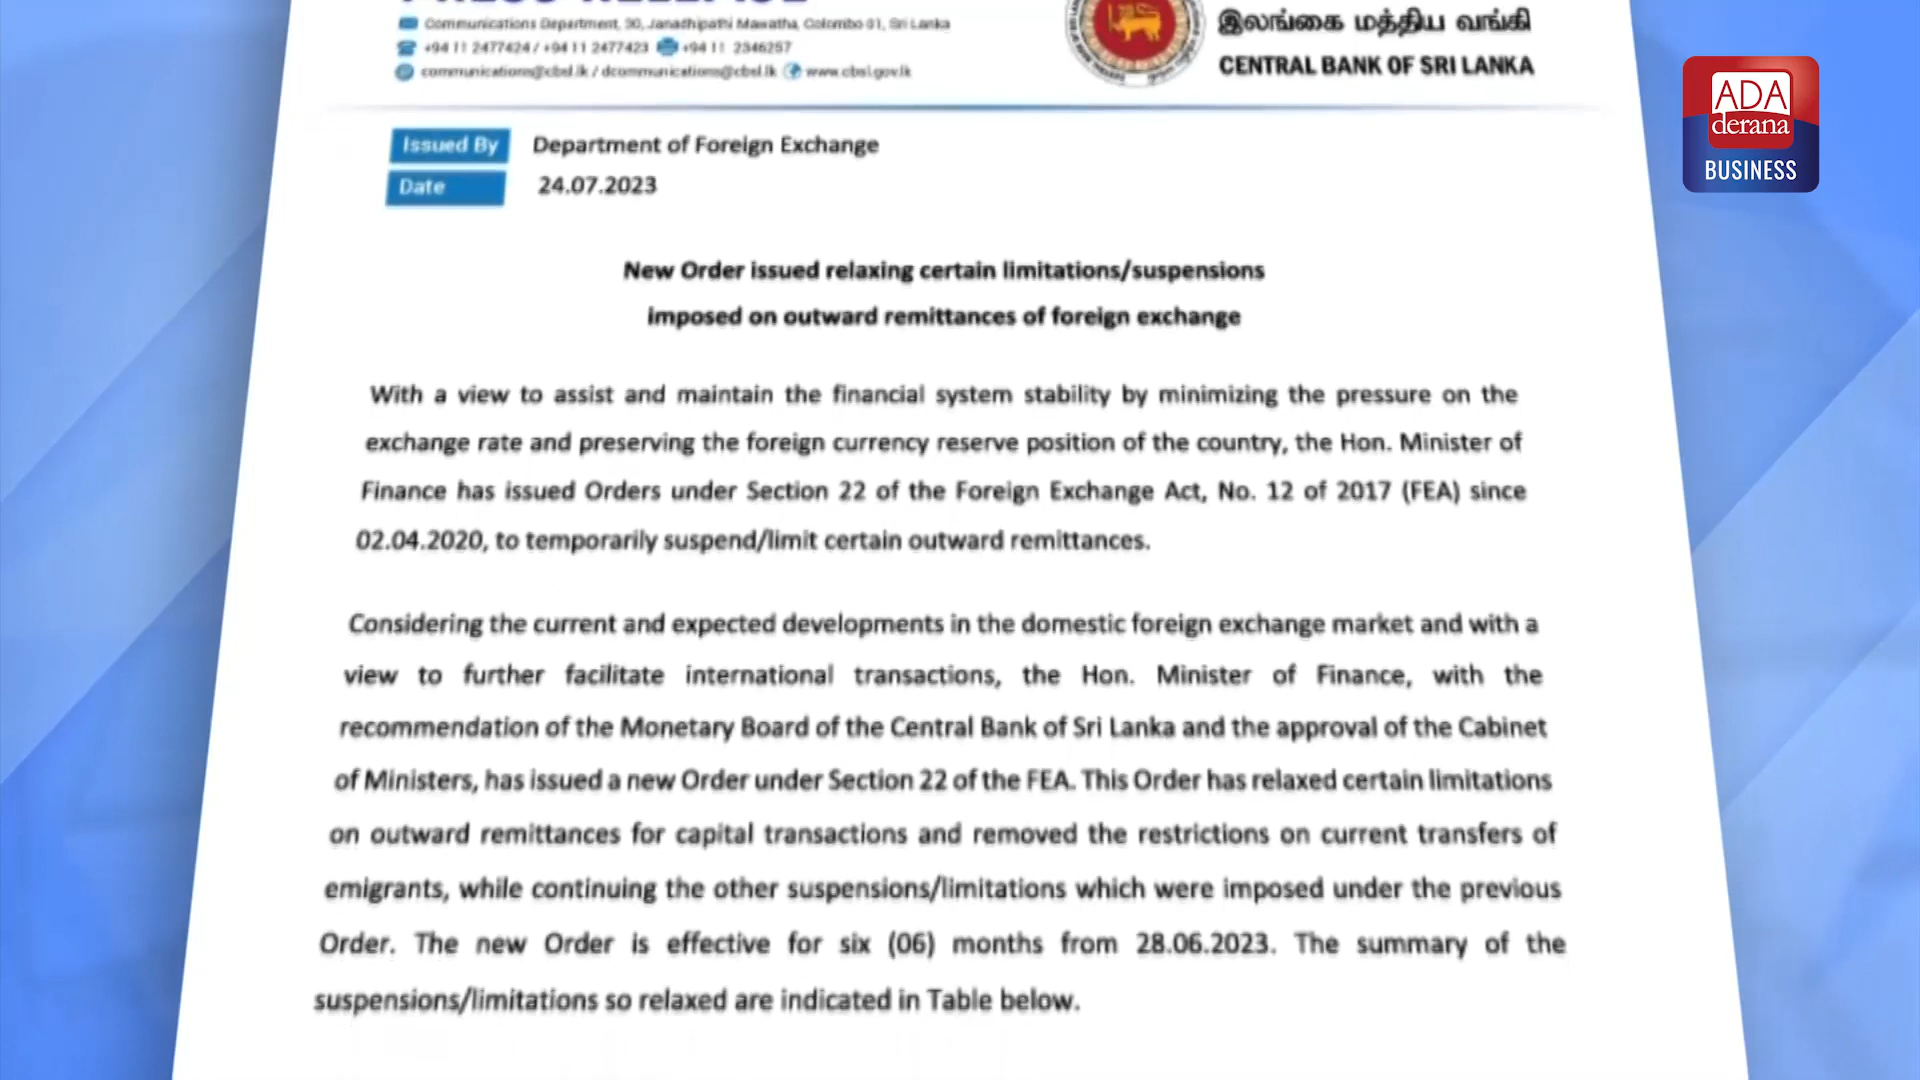 Communications Department, 30, Janadhipathi Mawatha, Colombo 01, Sri Lanka
+94 11 2477424 / +94 11 2477423 +94 11 2346257
communications@cbsl.lk / dcommunications@cbsl.lk www.cbsl.gov.lk
இலங்கை மத்திய வங்கி
CENTRAL BANK OF SRI LANKA
ADA
derana
BUSINESS
Issued By Department of Foreign Exchange
Date 24.07.2023
New Order issued relaxing certain limitations/suspensions
imposed on outward remittances of foreign exchange
With a view to assist and maintain the financial system stability by minimizing the pressure on the
exchange rate and preserving the foreign currency reserve position of the country, the Hon. Minister of
Finance has issued Orders under Section 22 of the Foreign Exchange Act, No. 12 of 2017 (FEA) since
02.04.2020, to temporarily suspend/limit certain outward remittances.
Considering the current and expected developments in the domestic foreign exchange market and with a
view to further facilitate international transactions, the Hon. Minister of Finance, with the
recommendation of the Monetary Board of the Central Bank of Sri Lanka and the approval of the Cabinet
of Ministers, has issued a new Order under Section 22 of the FEA. This Order has relaxed certain limitations
on outward remittances for capital transactions and removed the restrictions on current transfers of
emigrants, while continuing the other suspensions/limitations which were imposed under the previous
Order. The new Order is effective for six (06) months from 28.06.2023. The summary of the
suspensions/limitations so relaxed are indicated in Table below.